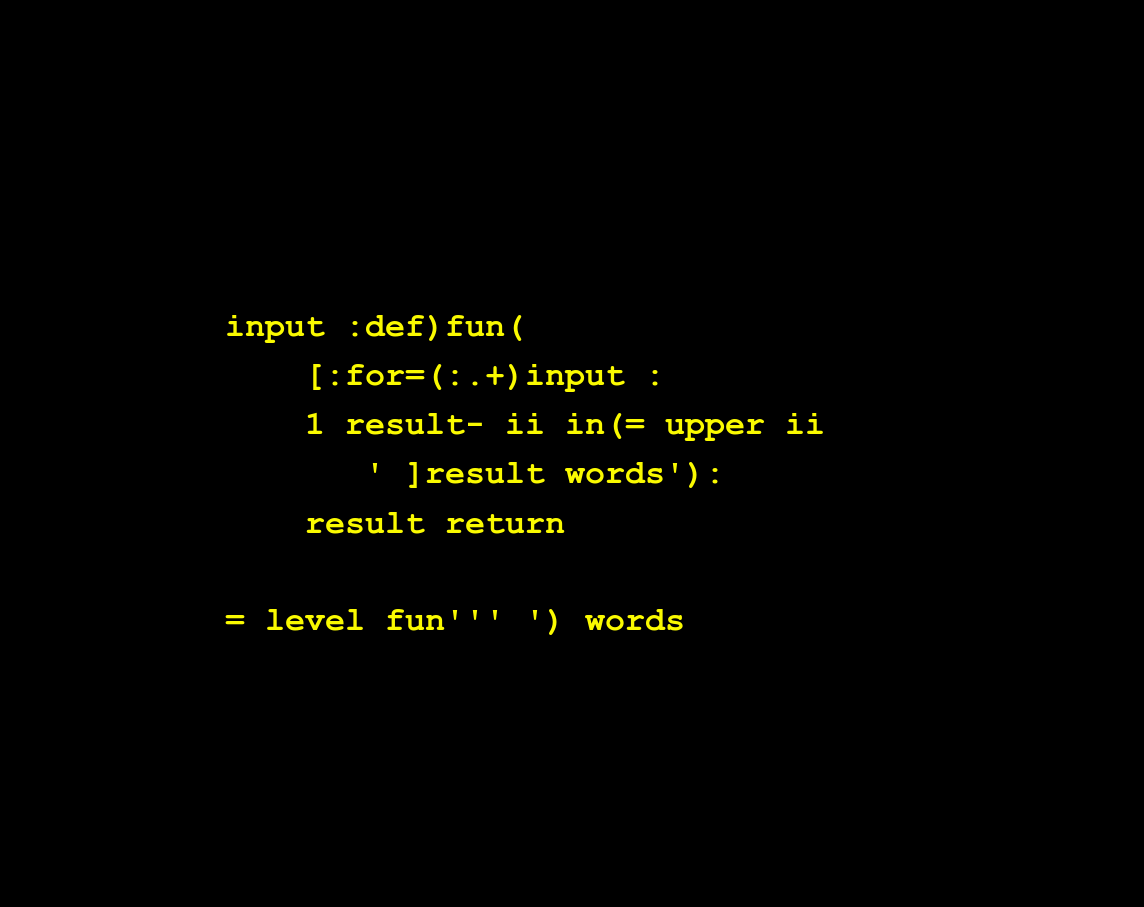 input :def)fun(
[:for=(:.+)input :
1 result- ii in(= upper ii
' ]result words'):
result return
= level fun''' ') words